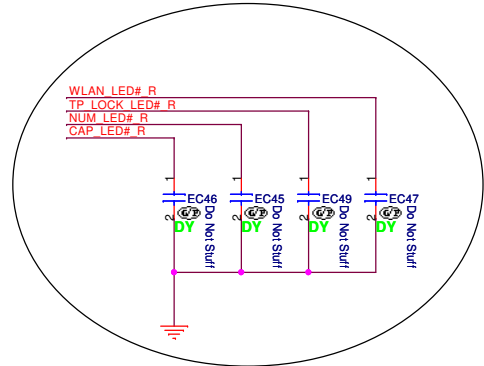 WLAN_LED#_R
TP_LOCK_LED#_R
NUM_LED#_R
CAP_LED#_R
1
1
1
1
EC46
EC45
EC49
EC47
2
2
2
2
G/P
G/P
G/P
G/P
DY
DY
DY
DY
Do Not Stuff
Do Not Stuff
Do Not Stuff
Do Not Stuff